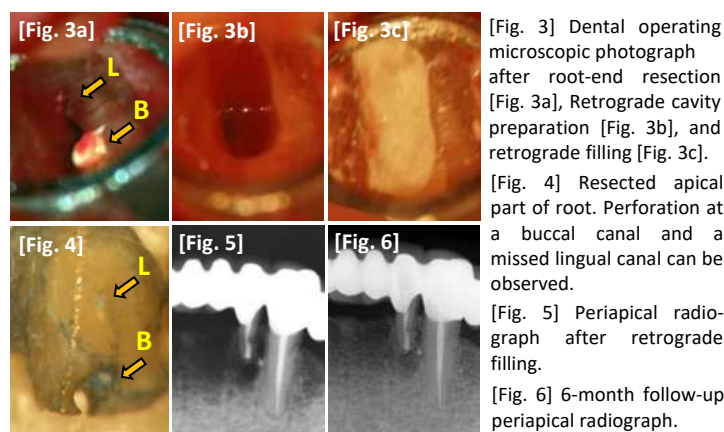 [Fig. 3a]
L
B
[Fig. 3b]
[Fig. 3c]
[Fig. 3] Dental operating
microscopic photograph
after root-end resection
[Fig. 3a], Retrograde cavity
preparation [Fig. 3b], and
retrograde filling [Fig. 3c].
[Fig. 4]
L
B
[Fig. 5]
[Fig. 6]
[Fig. 4] Resected apical
part of root. Perforation at
a buccal canal and a
missed lingual canal can be
observed.
[Fig. 5] Periapical radio-
graph after retrograde
filling.
[Fig. 6] 6-month follow-up
periapical radiograph.